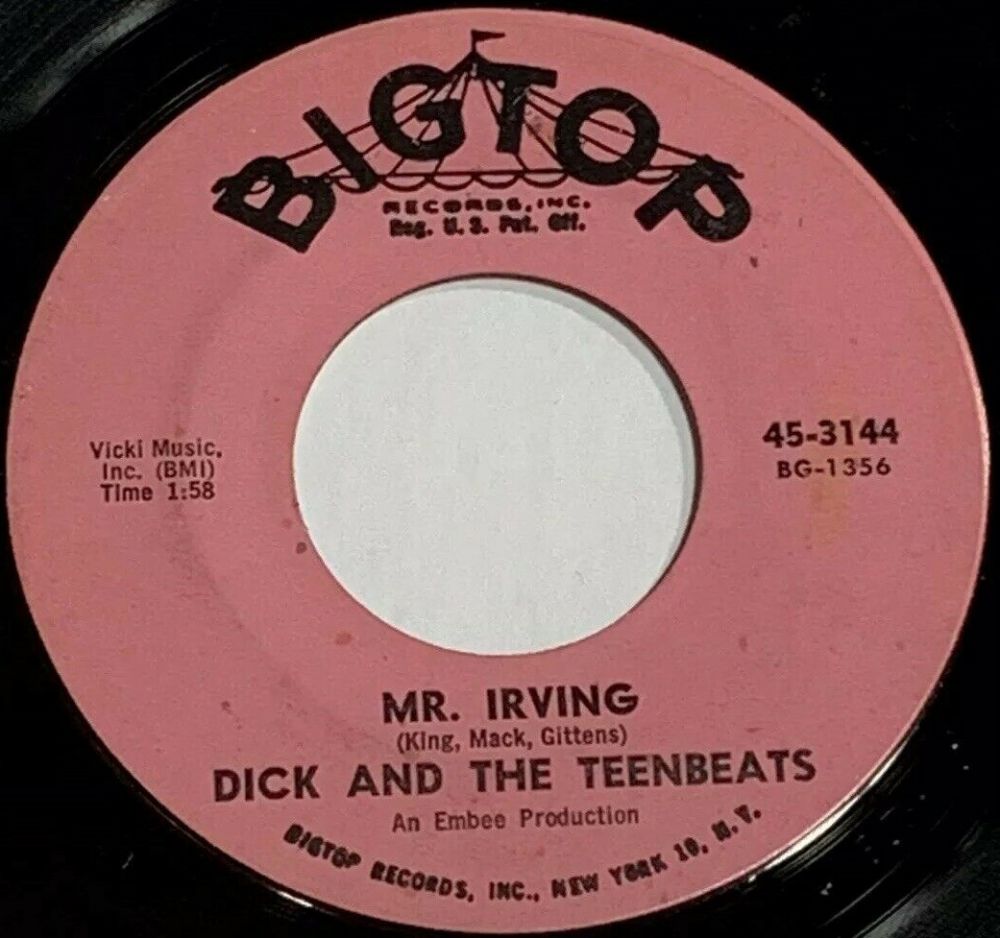 BIGTOP
RECORDS, INC.
Reg. U. S. Pat. Off.
Vicki Music,
Inc. (BMI)
Time 1:58
45-3144
BG-1356
MR. IRVING
(King, Mack, Gittens)
DICK AND THE TEENBEATS
An Embee Production
BIGTOP RECORDS, INC., NEW YORK 19, N. Y.